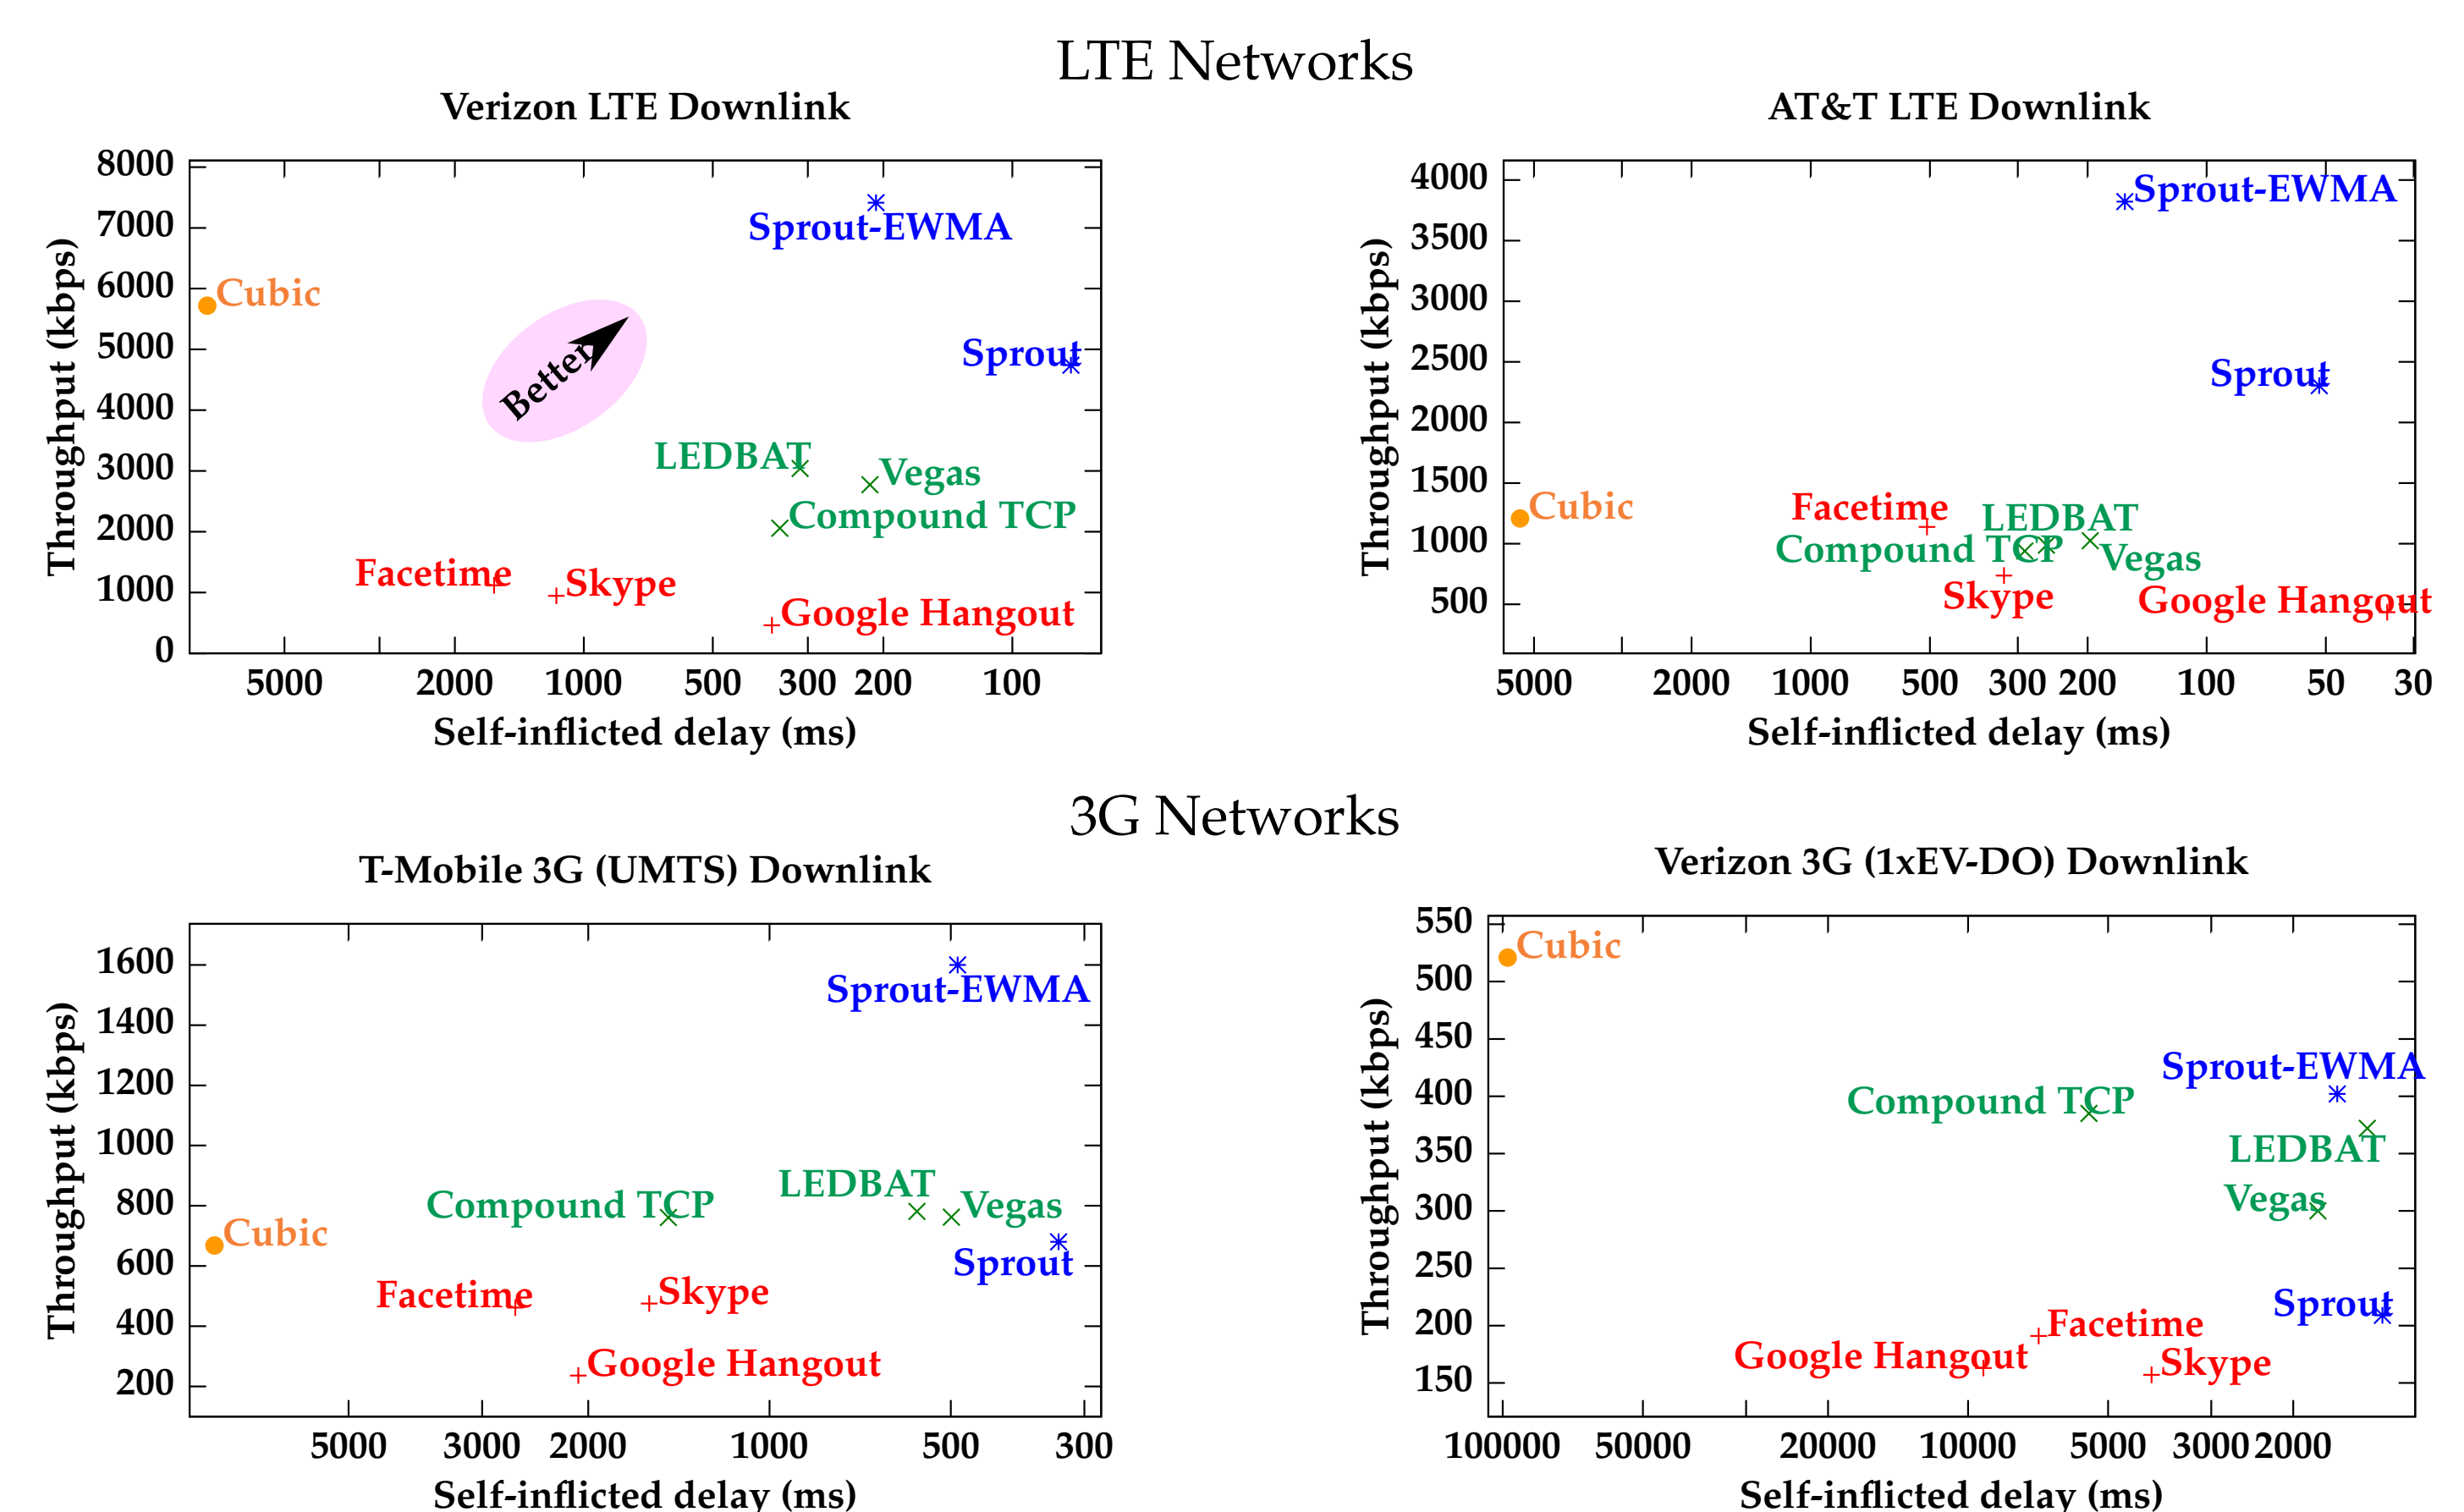 LTE Networks
Verizon LTE Downlink
8000
7000
6000
5000
4000
3000
2000
1000
0
Throughput (kbps)
Sprout-EWMA
Cubic
Better
Sprout
LEDBAT
Vegas
Compound TCP
Facetime
Skype
Google Hangout
5000 2000 1000 500 300 200 100
Self-inflicted delay (ms)
AT&T LTE Downlink
4000
3500
3000
2500
2000
1500
1000
500
Throughput (kbps)
Sprout-EWMA
Sprout
Cubic
Facetime
LEDBAT
Compound TCP
Vegas
Skype
Google Hangout
5000 2000 1000 500 300 200 100 50 30
Self-inflicted delay (ms)
3G Networks
T-Mobile 3G (UMTS) Downlink
1600
1400
1200
1000
800
600
400
200
Throughput (kbps)
Sprout-EWMA
LEDBAT
Compound TCP
Vegas
Cubic
Sprout
Facetime
Skype
Google Hangout
5000 3000 2000 1000 500 300
Self-inflicted delay (ms)
Verizon 3G (1xEV-DO) Downlink
550
500
450
400
350
300
250
200
150
Throughput (kbps)
Cubic
Sprout-EWMA
Compound TCP
LEDBAT
Vegas
Sprout
Facetime
Google Hangout
Skype
100000 50000 20000 10000 5000 3000 2000
Self-inflicted delay (ms)